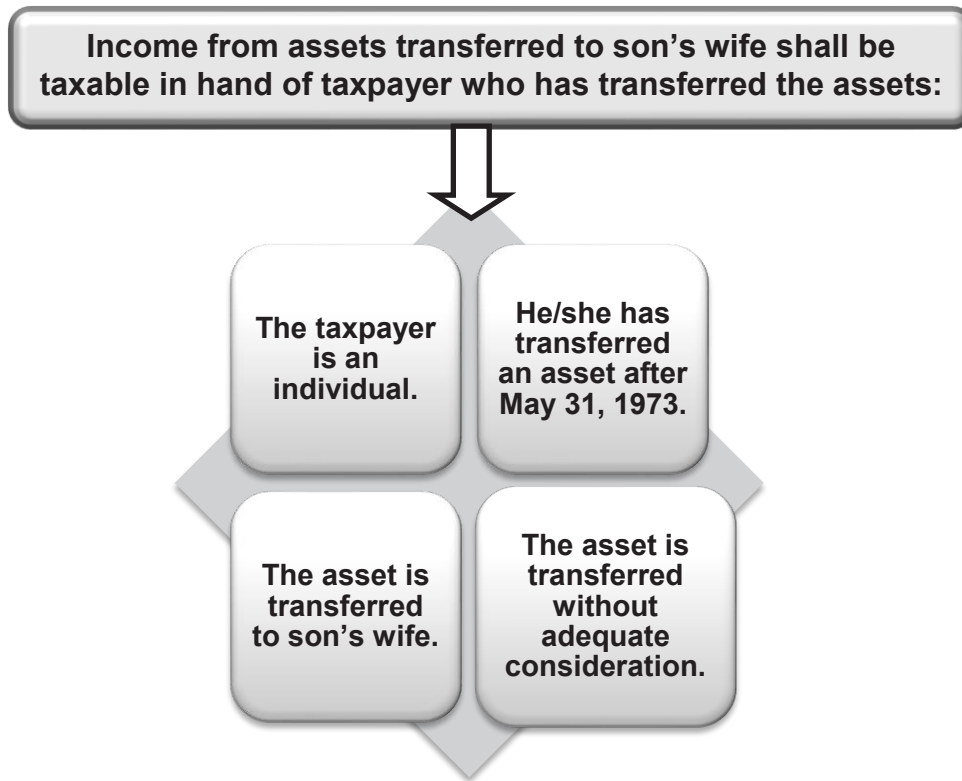 Income from assets transferred to son's wife shall be
taxable in hand of taxpayer who has transferred the assets:
The taxpayer
is an
individual.
He/she has
transferred
an asset after
May 31, 1973.
The asset is
transferred
to son's wife.
The asset is
transferred
without
adequate
consideration.